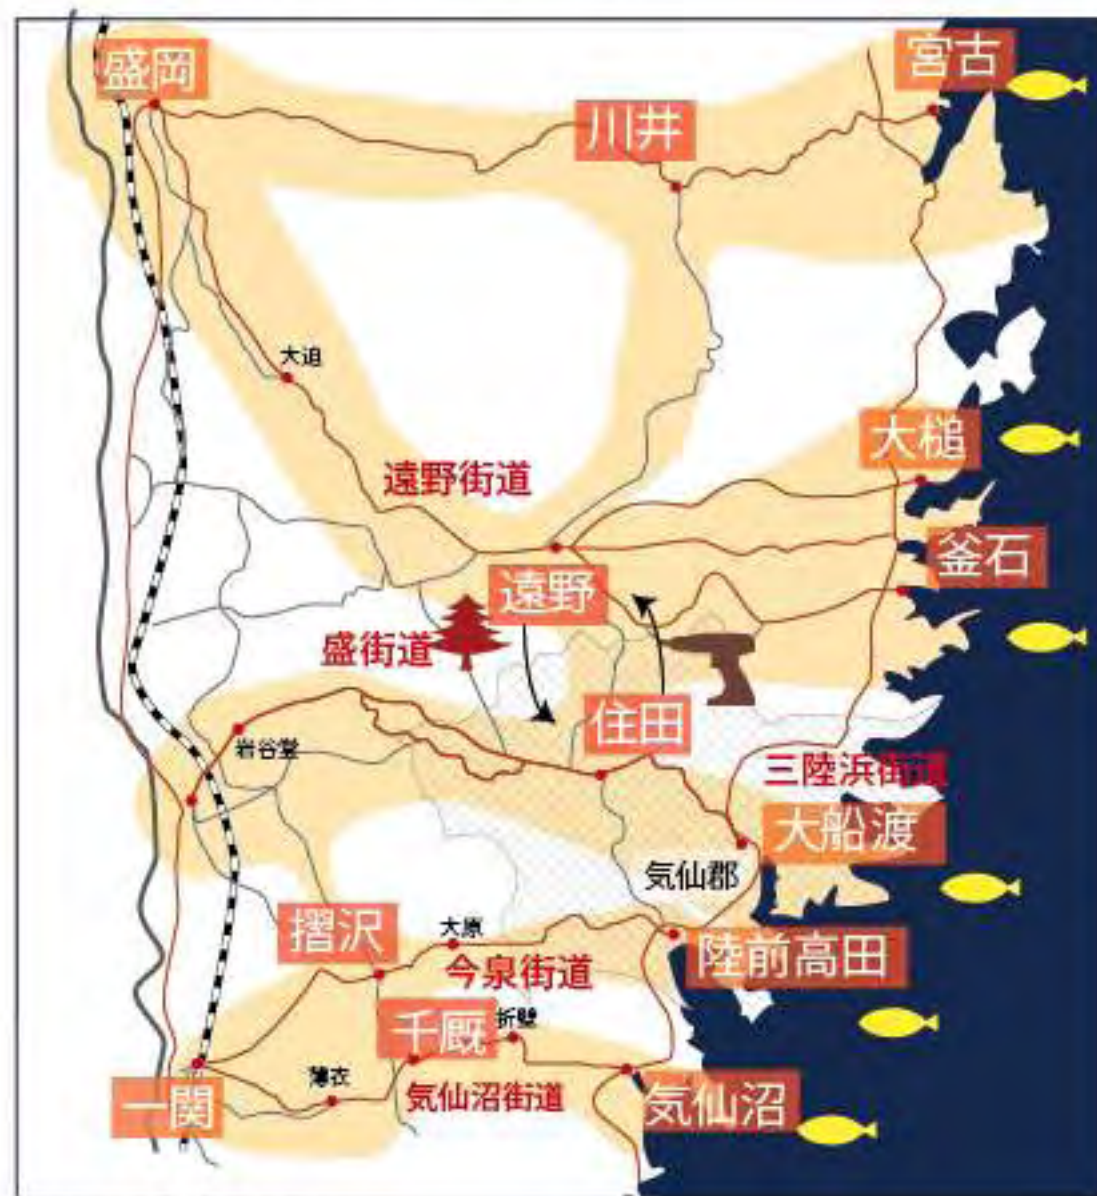 盛岡
宮古
川井
大迫
大槌
遠野街道
釜石
遠野
盛街道
住田
岩谷堂
三陸浜街道
大船渡
気仙郡
摺沢
大原
陸前高田
今泉街道
千厩
折壁
薄衣
気仙沼街道
一関
気仙沼